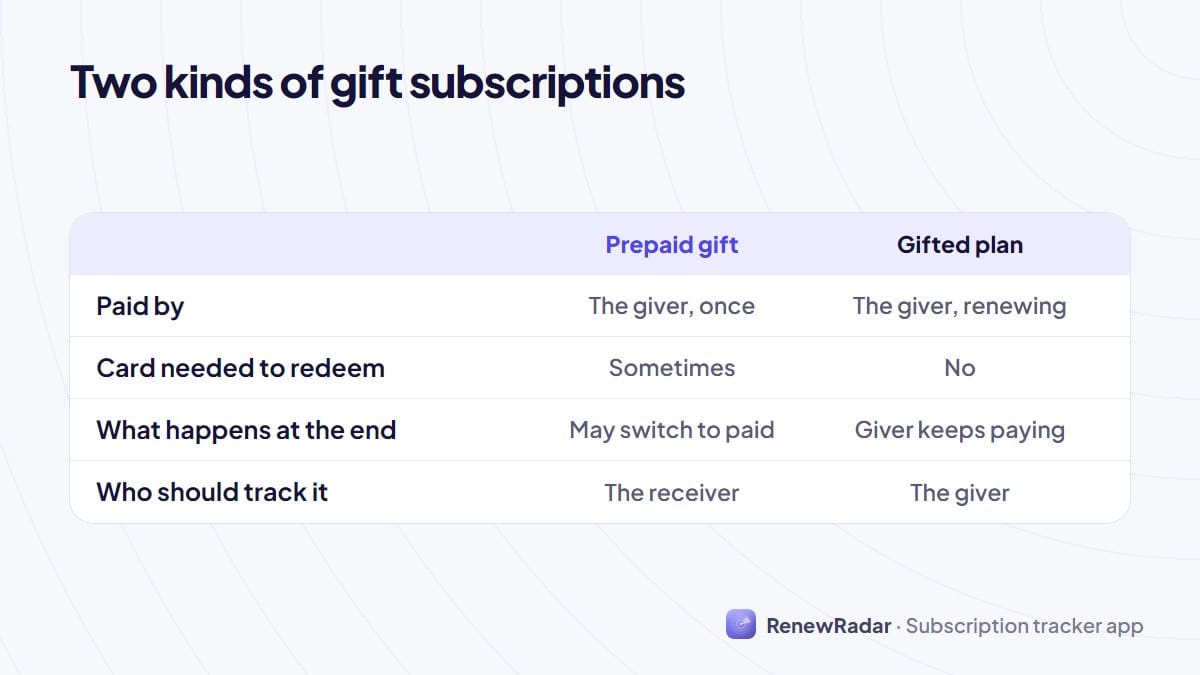 Two kinds of gift subscriptions
Prepaid gift Gifted plan
Paid by The giver, once The giver, renewing
Card needed to redeem Sometimes No
What happens at the end May switch to paid Giver keeps paying
Who should track it The receiver The giver
RenewRadar · Subscription tracker app